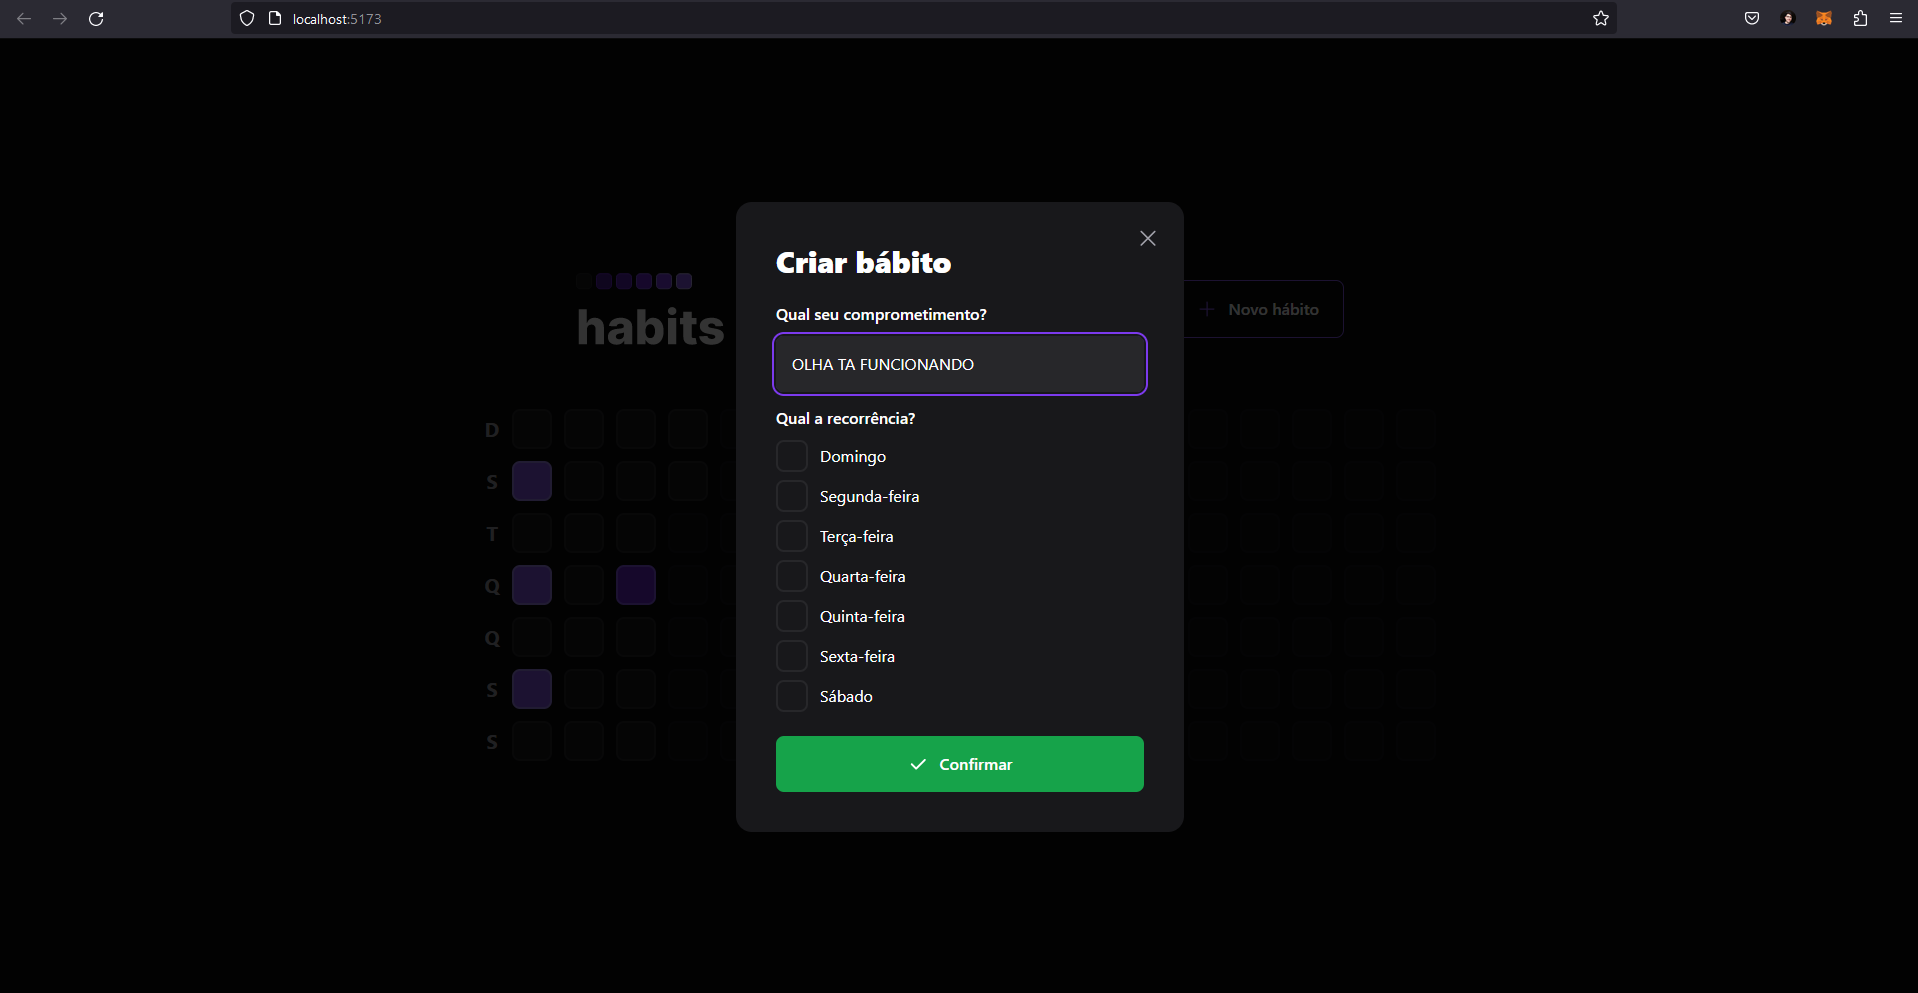 localhost:5173
habits
Novo hábito
D
S
T
Q
Q
S
S
Criar bábito
Qual seu comprometimento?
OLHA TA FUNCIONANDO
Qual a recorrência?
Domingo
Segunda-feira
Terça-feira
Quarta-feira
Quinta-feira
Sexta-feira
Sábado
Confirmar